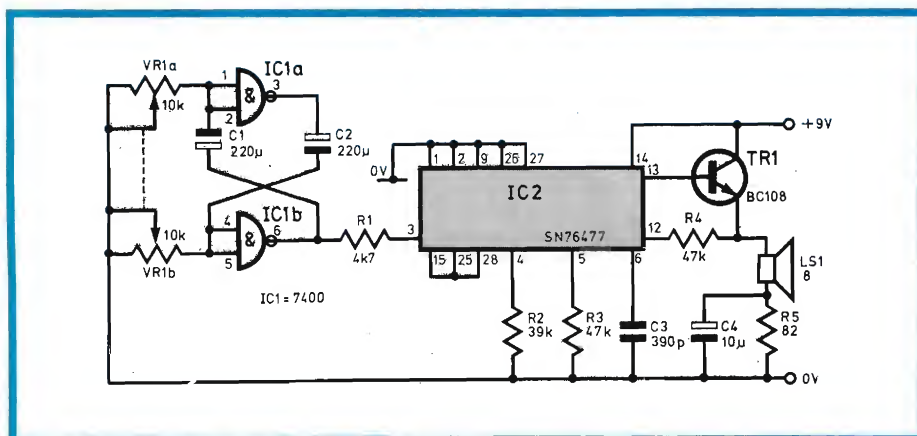 VR1a
10k
IC1a
1
2
3
&
C1
220µ
C2
220µ
10k
VR1b
IC1b
4
5
6
&
R1
4k7
IC1 = 7400
0V
1 2 9 26 27
14
13
3
IC2
SN76477
12
15 25 28 4 5 6
R2
39k
R3
47k
C3
390p
R4
47k
+9V
TR1
BC108
LS1
8
C4
10µ
R5
82
0V